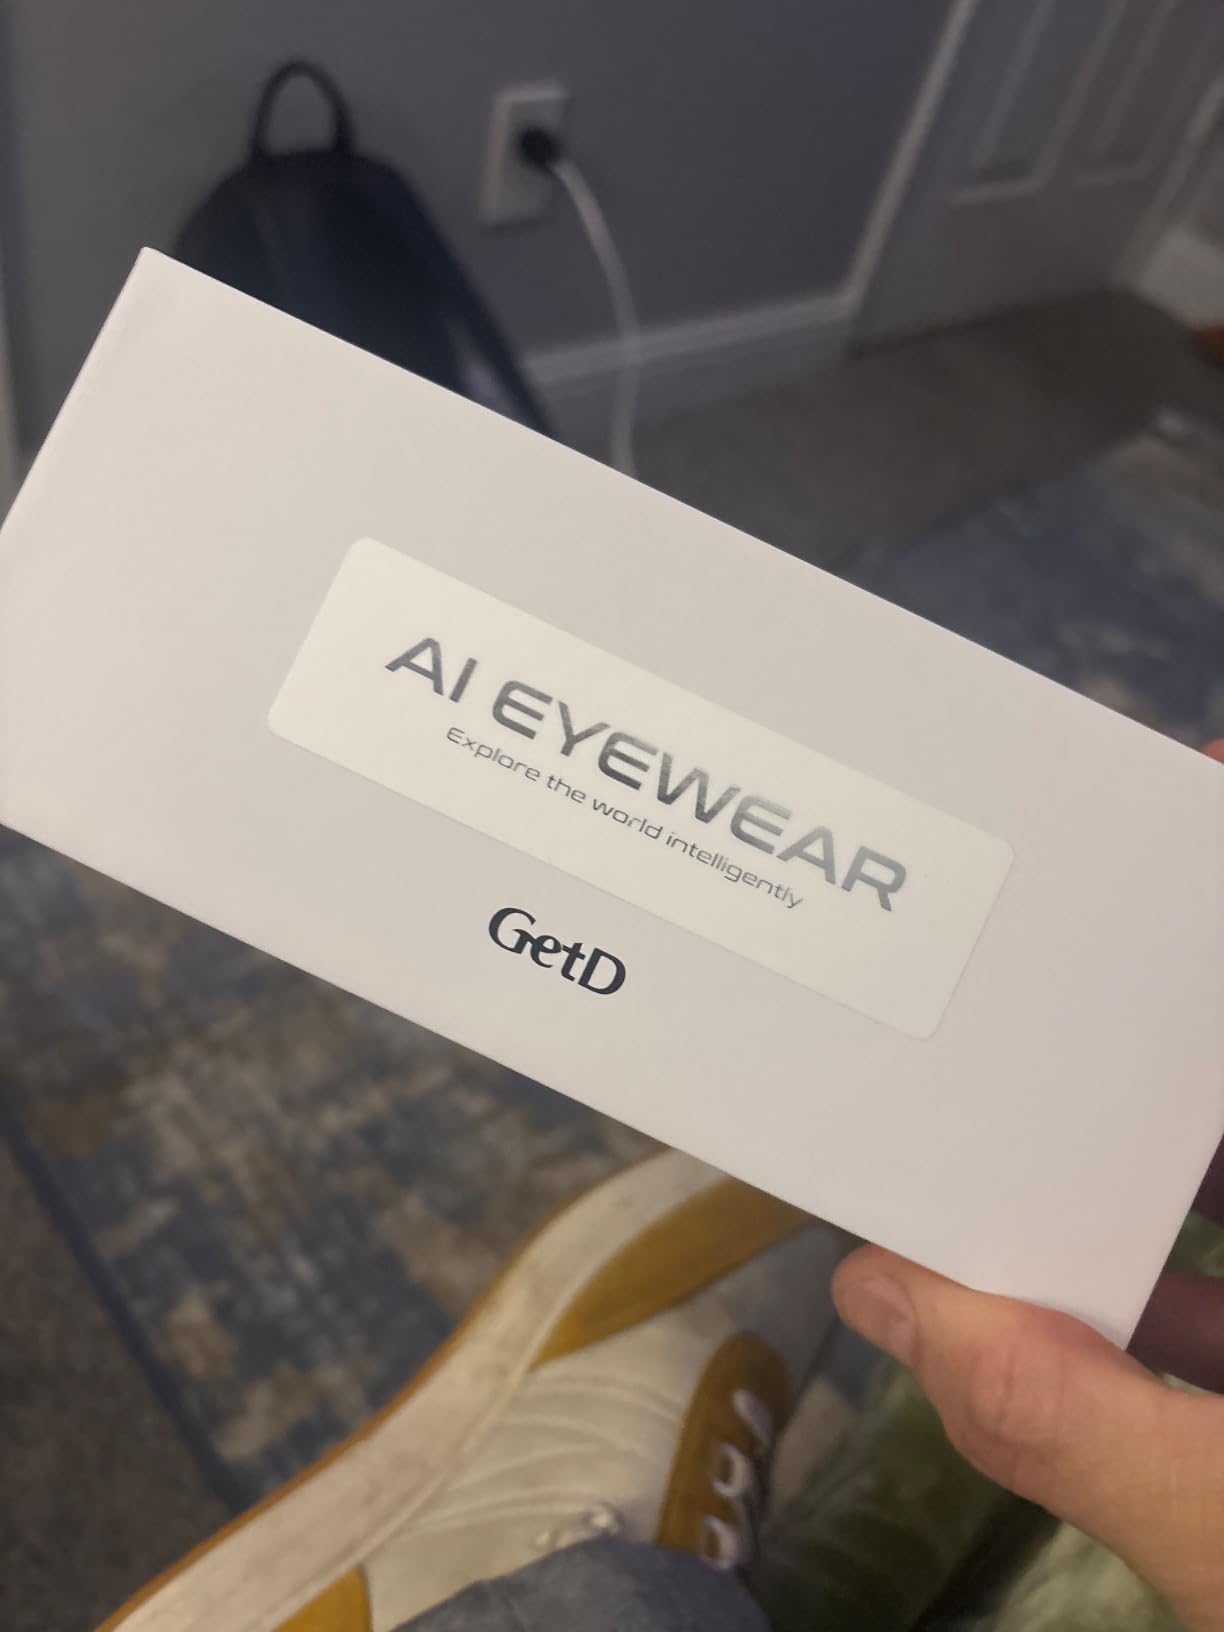 AI EYEWEAR
Explore the world intelligently
GetD